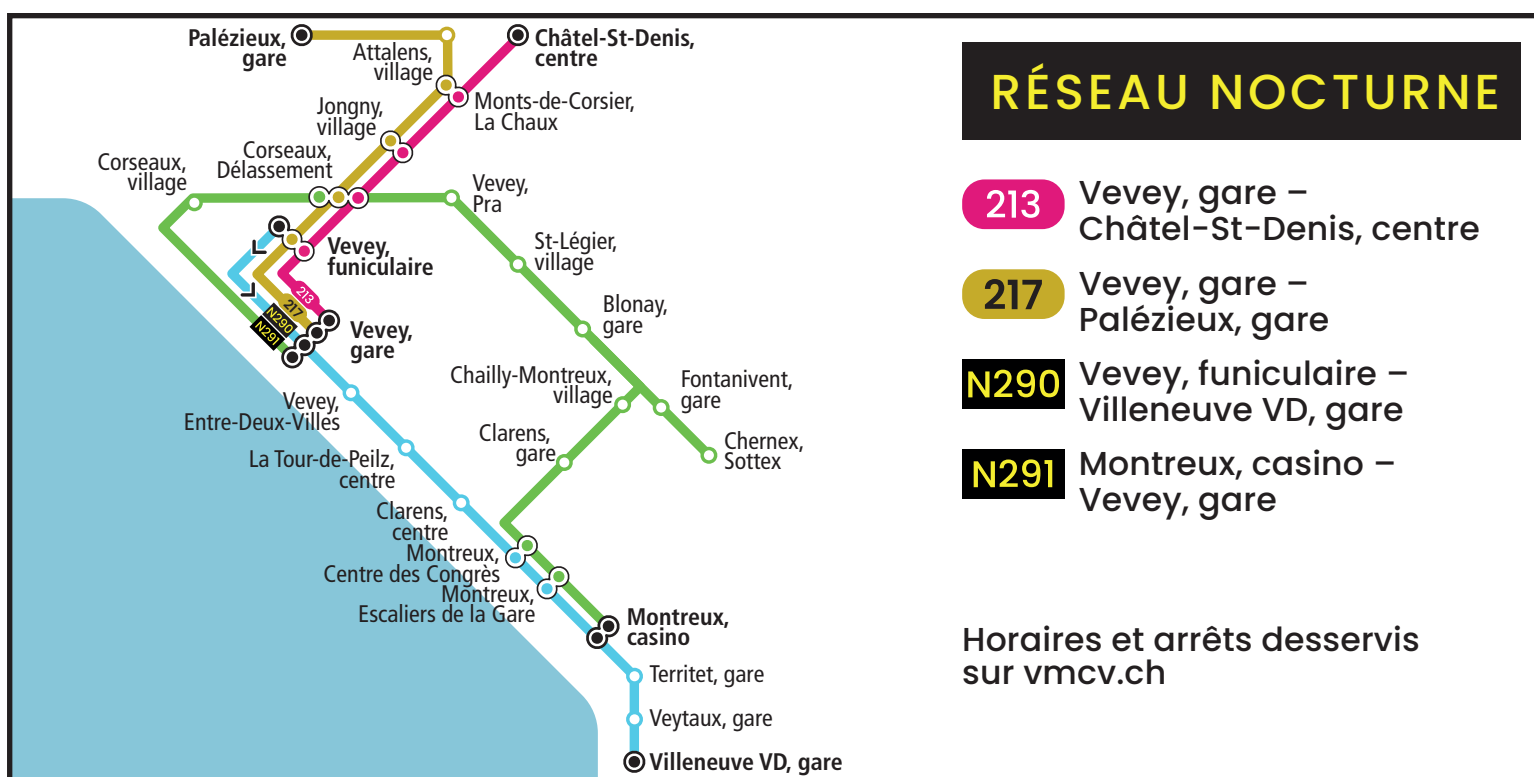 Palézieux,
gare
Attalens,
village
Châtel-St-Denis,
centre
Jongny,
village
Monts-de-Corsier,
La Chaux
Corseaux,
village
Corseaux,
Délassement
Vevey,
Pra
Vevey,
funiculaire
St-Légier,
village
213
217
N290
N291
Vevey,
gare
Blonay,
gare
Vevey,
Entre-Deux-Villes
Chailly-Montreux,
village
Fontanivent,
gare
La Tour-de-Peilz,
centre
Clarens,
gare
Chernex,
Sottex
Clarens,
centre
Montreux,
Centre des Congrès
Montreux,
Escaliers de la Gare
Montreux,
casino
Territet, gare
Veytaux, gare
Villeneuve VD, gare
RÉSEAU NOCTURNE
213 Vevey, gare –
Châtel-St-Denis, centre
217 Vevey, gare –
Palézieux, gare
N290 Vevey, funiculaire –
Villeneuve VD, gare
N291 Montreux, casino –
Vevey, gare
Horaires et arrêts desservis
sur vmcv.ch